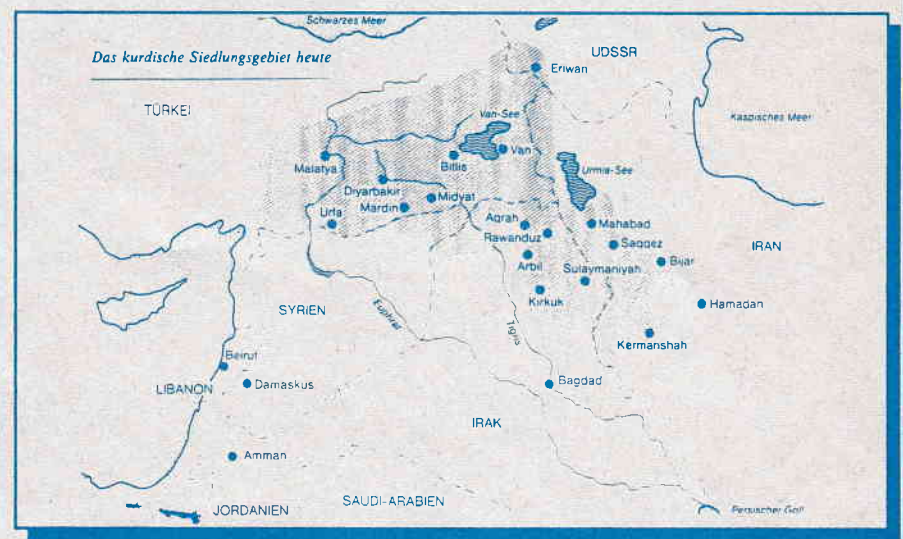 Schwarzes Meer
Das kurdische Siedlungsgebiet heute
UDSSR
Eriwan
TÜRKEI
Van-See
Kaspisches Meer
Malatya
Bitlis
Van
Urmia-See
Diyarbakir
Midyat
Mardin
Urfa
Aqrah
Mahabad
Rawanduz
Saqqez
IRAN
Arbil
Sulaymaniyah
Bijar
Kirkuk
Hamadan
SYRIEN
Euphrat
Tigris
Kermanshah
Beirut
LIBANON
Damaskus
Bagdad
IRAK
Amman
SAUDI-ARABIEN
JORDANIEN
Persischer Golf